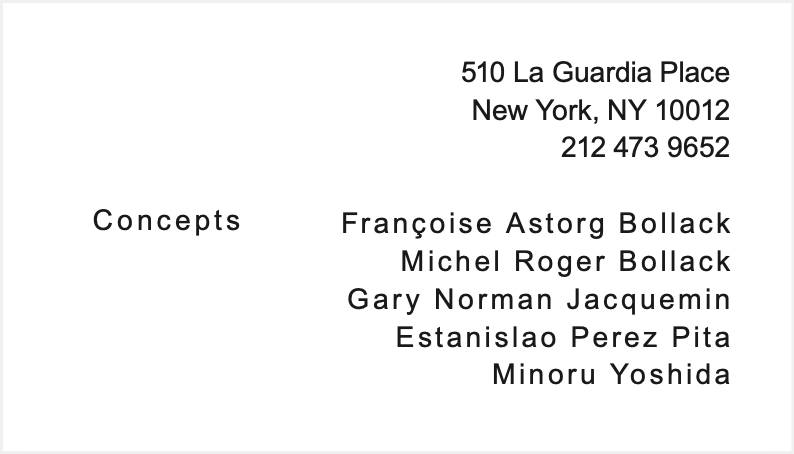 510 La Guardia Place
New York, NY 10012
212 473 9652
Concepts
Françoise Astorg Bollack
Michel Roger Bollack
Gary Norman Jacquemin
Estanislao Perez Pita
Minoru Yoshida